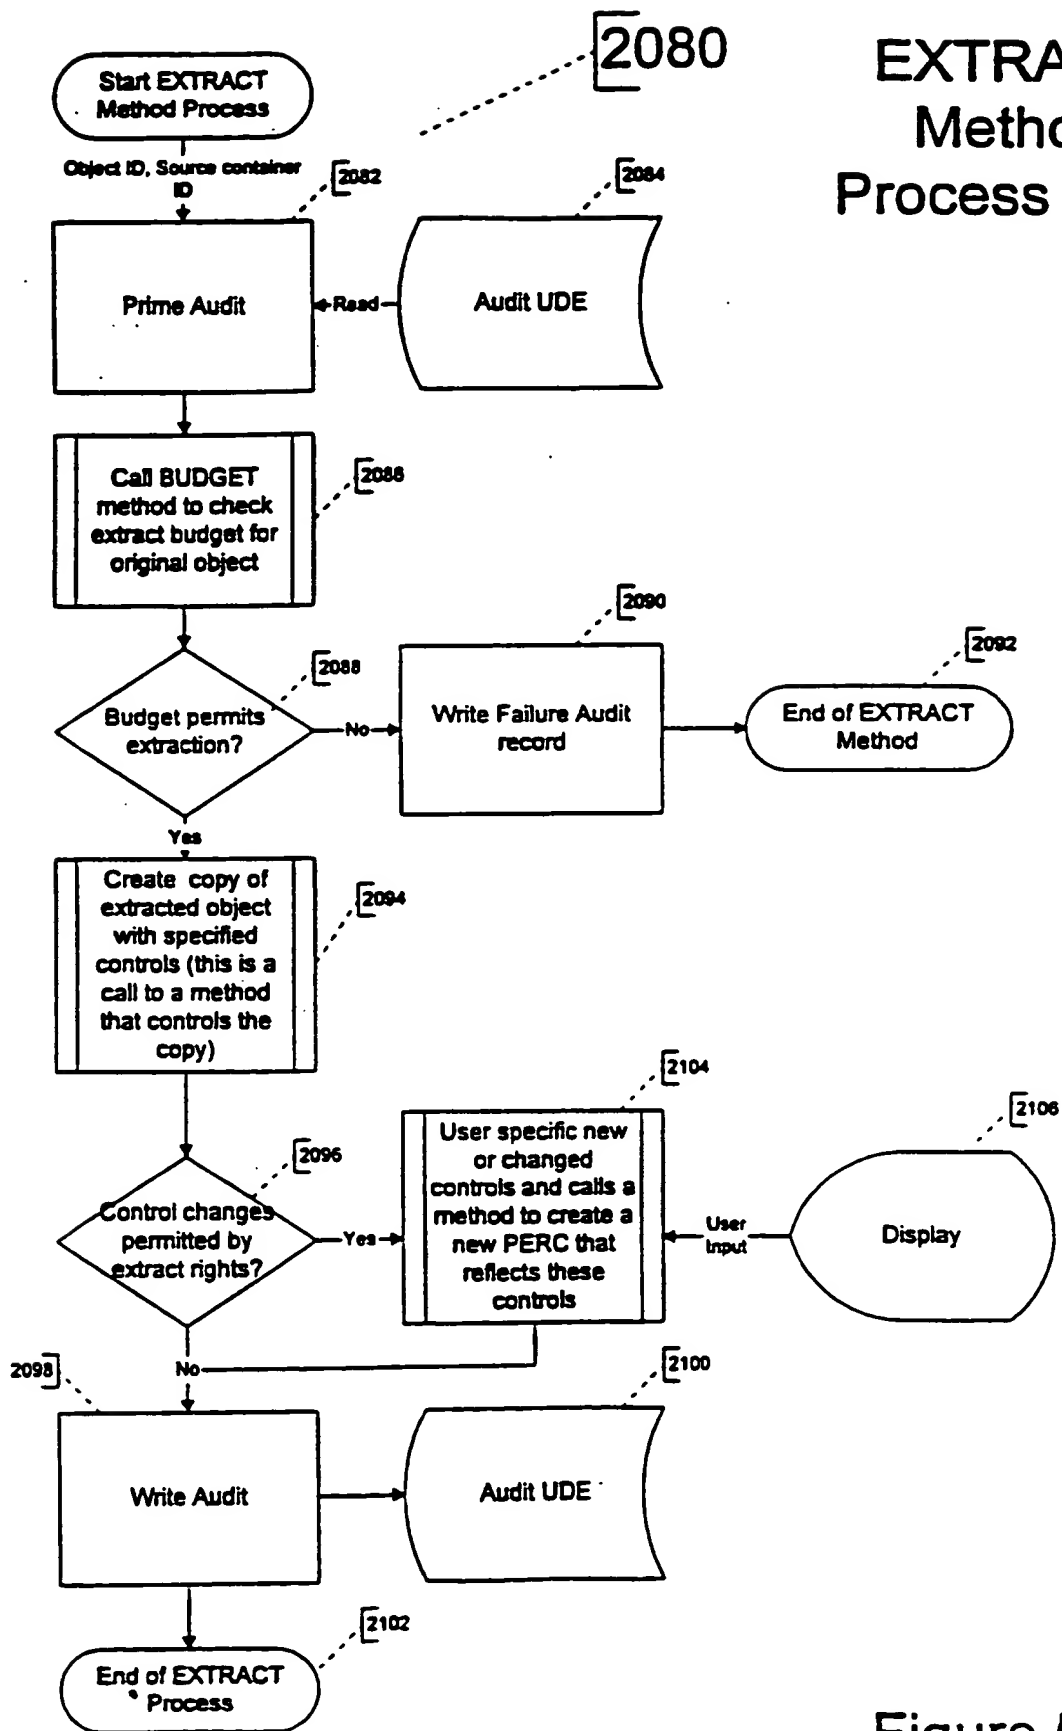 2080
EXTRA
Metho
Process
Start EXTRACT
Method Process
Object ID, Source container
ID
2082
2084
Prime Audit
Read
Audit UDE
Call BUDGET
method to check
extract budget for
original object
2086
2088
Budget permits
extraction?
No
2090
Write Failure Audit
record
2092
End of EXTRACT
Method
Yes
Create copy of
extracted object
with specified
controls (this is a
call to a method
that controls the
copy)
2094
2096
Control changes
permitted by
extract rights?
Yes
2104
User specific new
or changed
controls and calls a
method to create a
new PERC that
reflects these
controls
User
Input
2106
Display
No
2098
Write Audit
2100
Audit UDE
2102
End of EXTRACT
Process
Figure